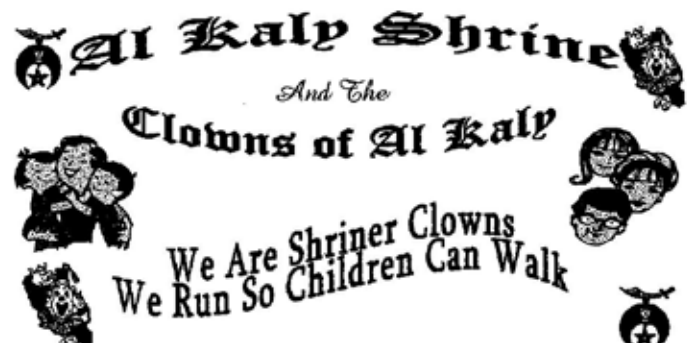 Al Kaly Shrine
And The
Clowns of Al Kaly
We Are Shriner Clowns
We Run So Children Can Walk